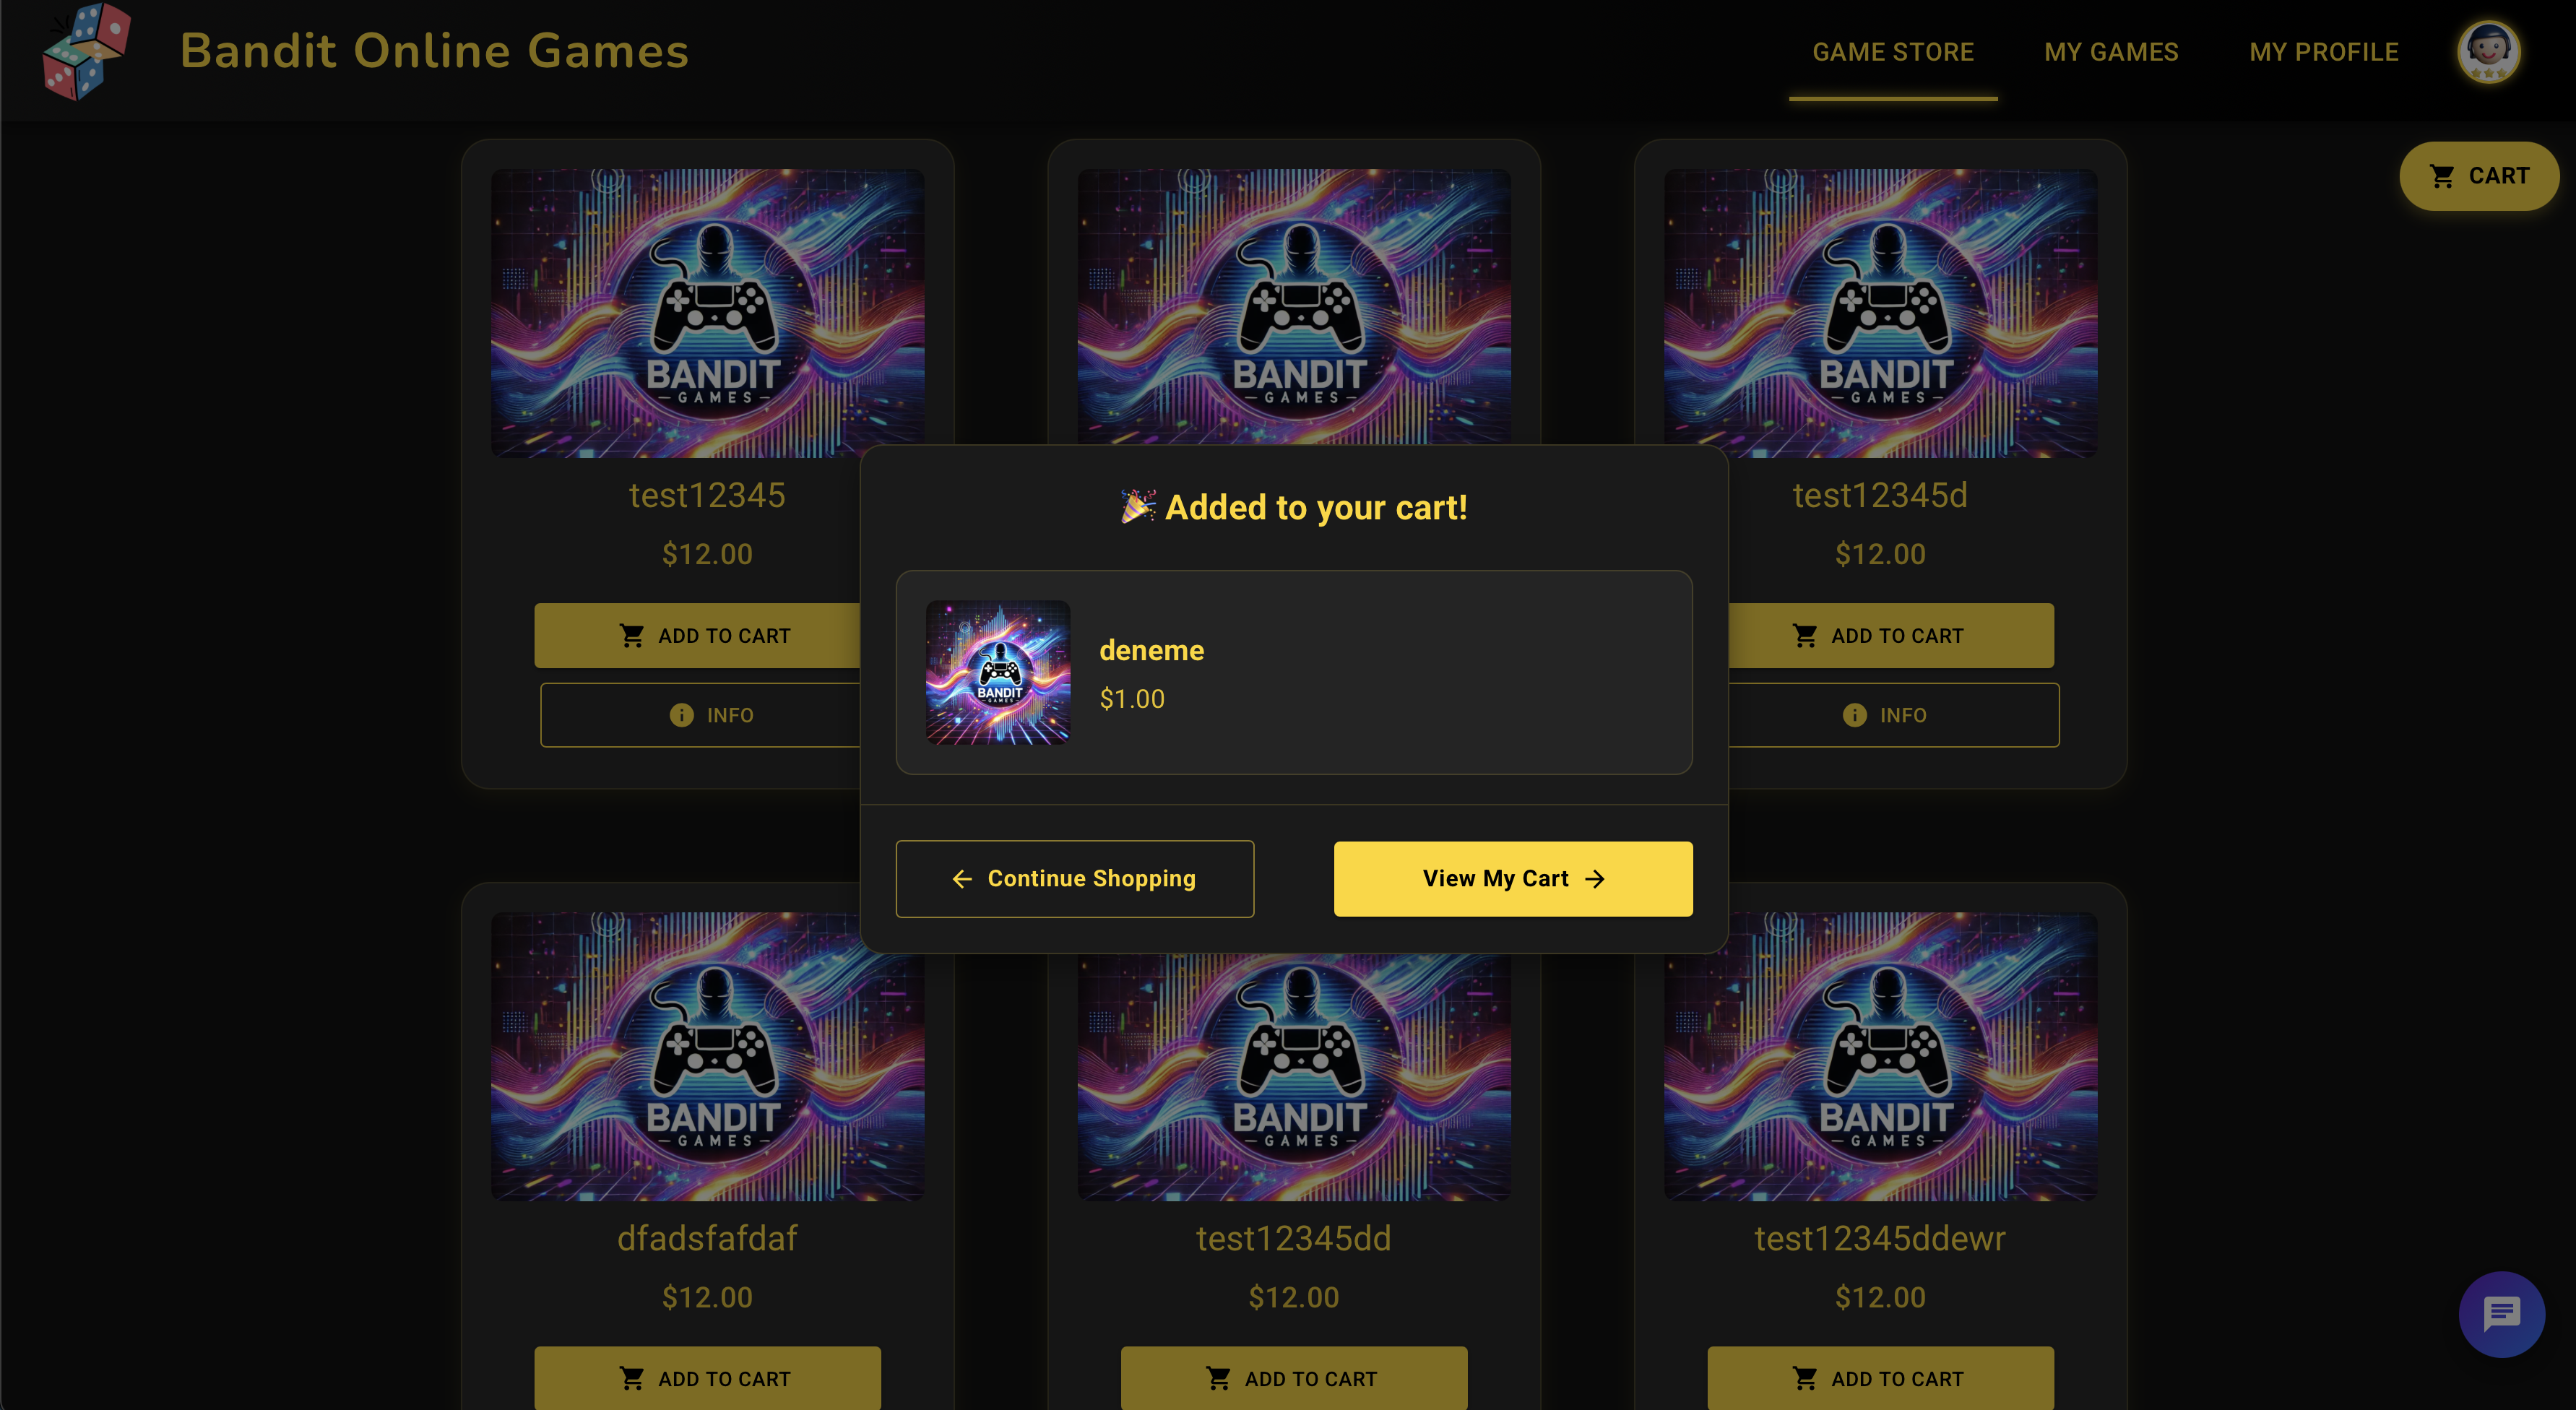 Bandit Online Games
GAME STORE
MY GAMES
MY PROFILE
CART
BANDIT
GAMES
test12345
$12.00
ADD TO CART
INFO
BANDIT
GAMES
BANDIT
GAMES
test12345d
$12.00
ADD TO CART
INFO
🎉 Added to your cart!
BANDIT
GAMES
deneme
$1.00
← Continue Shopping
View My Cart →
BANDIT
GAMES
dfadsfafdaf
$12.00
ADD TO CART
BANDIT
GAMES
test12345dd
$12.00
ADD TO CART
BANDIT
GAMES
test12345ddewr
$12.00
ADD TO CART